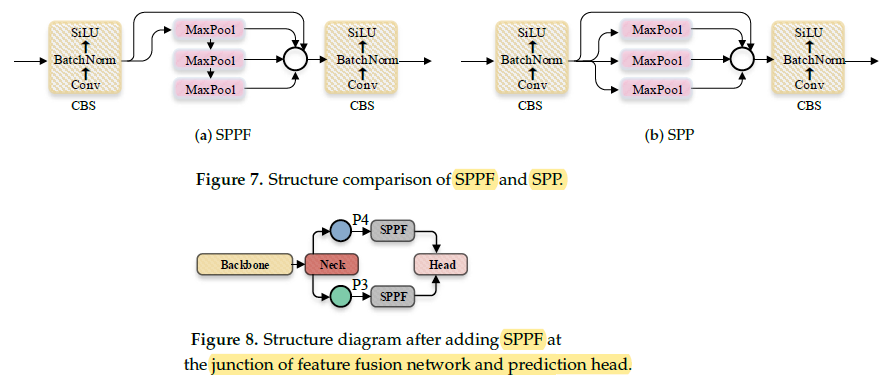 SiLU
BatchNorm
Conv
CBS
MaxPool
MaxPool
MaxPool
SiLU
BatchNorm
Conv
CBS
(a) SPPF
SiLU
BatchNorm
Conv
CBS
MaxPool
MaxPool
MaxPool
SiLU
BatchNorm
Conv
CBS
(b) SPP
Figure 7. Structure comparison of SPPF and SPP.
Backbone
Neck
P4
SPPF
P3
SPPF
Head
Figure 8. Structure diagram after adding SPPF at
the junction of feature fusion network and prediction head.